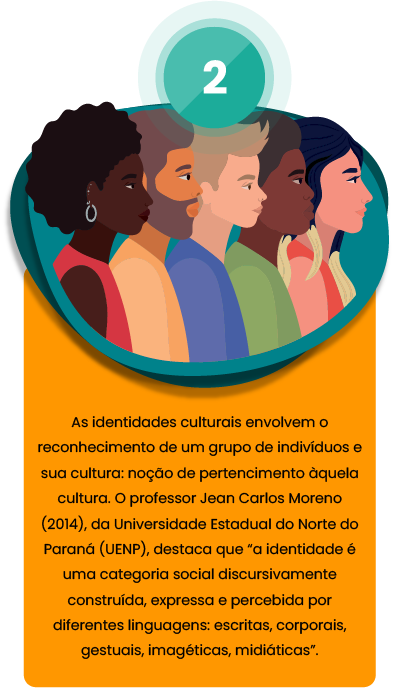 2
As identidades culturais envolvem o
reconhecimento de um grupo de indivíduos e
sua cultura: noção de pertencimento àquela
cultura. O professor Jean Carlos Moreno
(2014), da Universidade Estadual do Norte do
Paraná (UENP), destaca que “a identidade é
uma categoria social discursivamente
construída, expressa e percebida por
diferentes linguagens: escritas, corporais,
gestuais, imagéticas, midiáticas”.